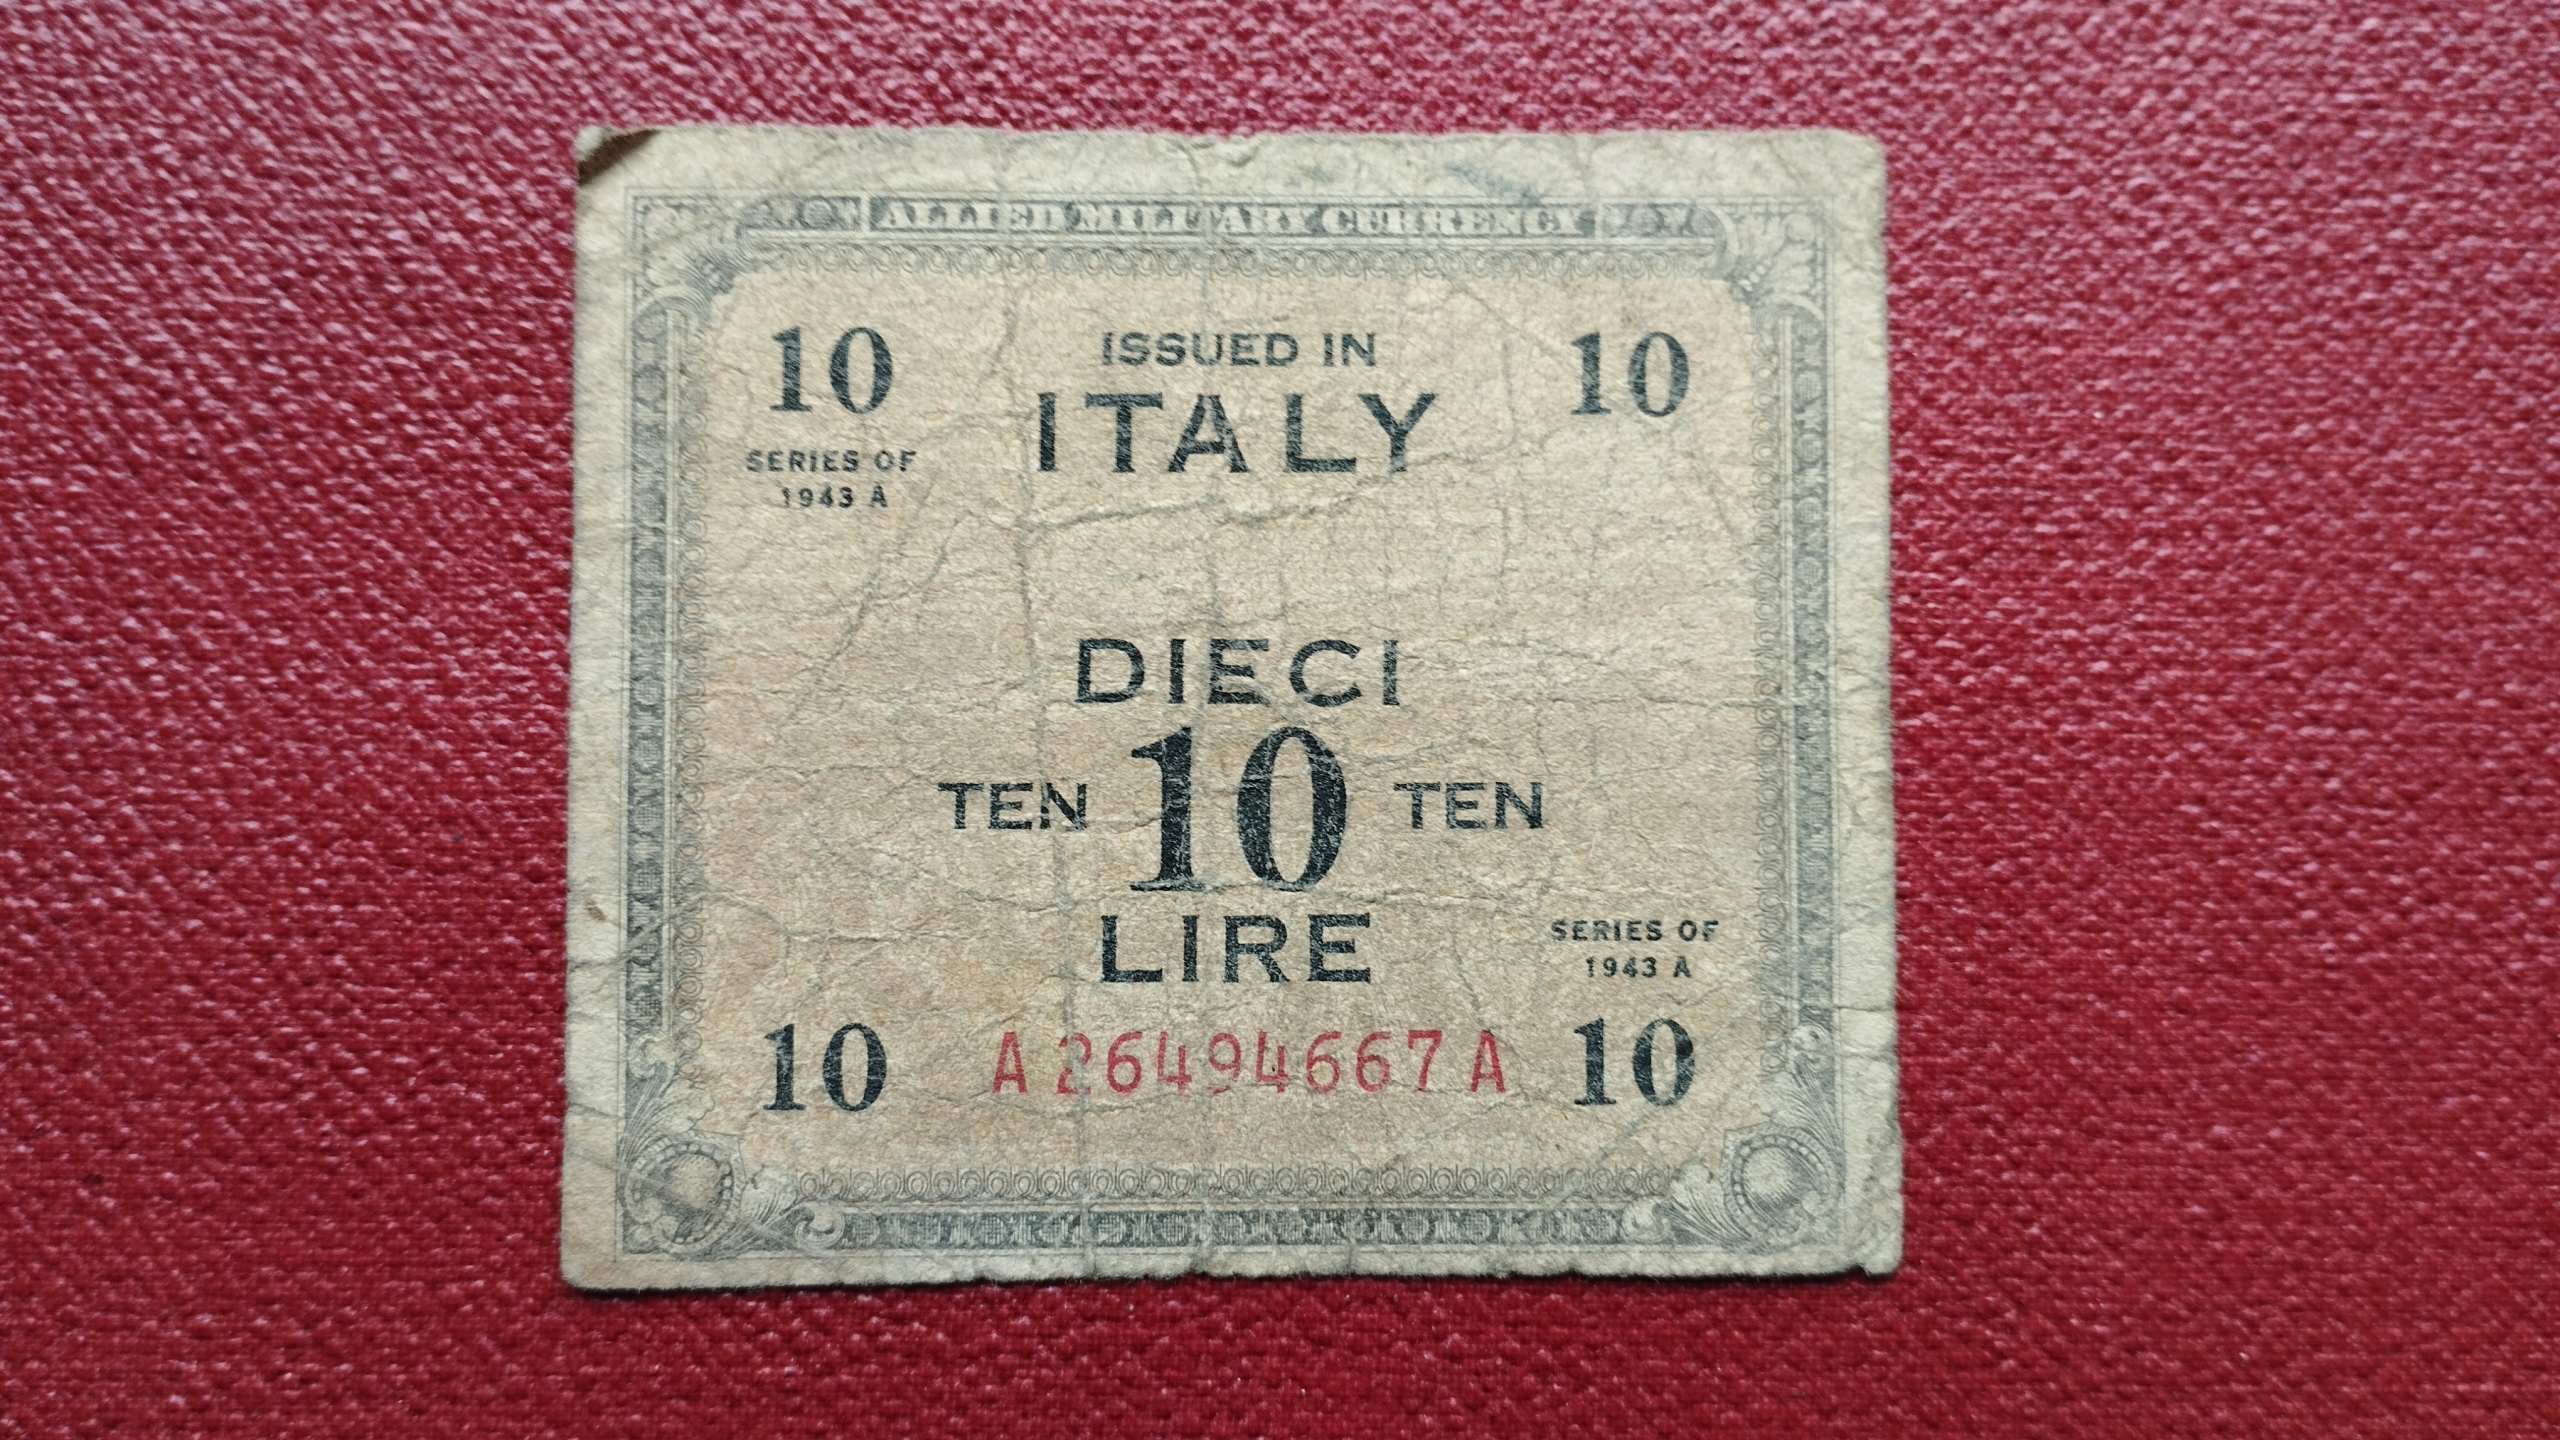 ALLIED MILITARY CURRENCY
10 ISSUED IN 10
ITALY
SERIES OF
1943 A
DIECI
TEN 10 TEN
LIRE
SERIES OF
1943 A
10 A26494667A 10